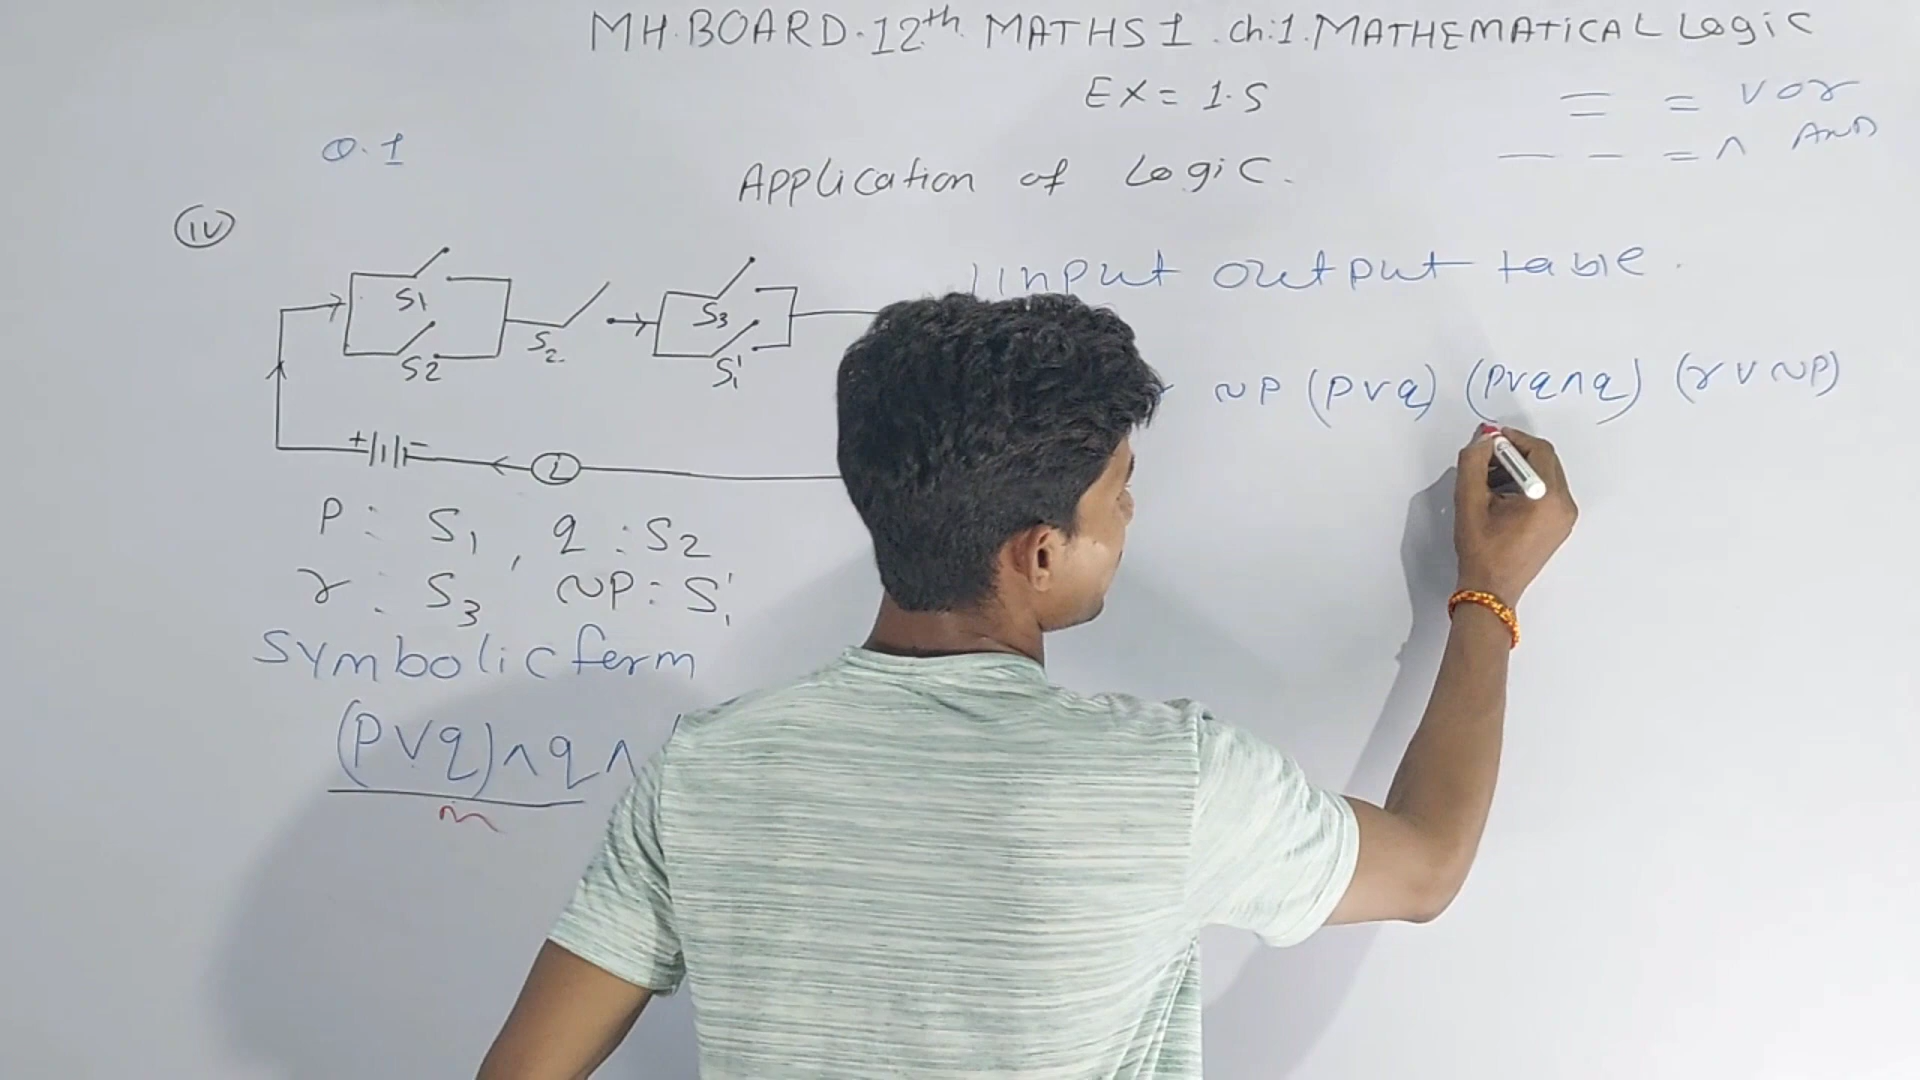 MH.BOARD.12th MATHS 1. ch:1. MATHEMATICAL Logic
EX = 1.5
= v or
= ∧ AND
Q.1
Application of Logic.
(iv)
input output table.
S1
S2
S2
S3
S1'
~p (p∨q) (p∨q∧q) (r∨~p)
+ -
L
P : S1, q : S2
r : S3 ~p : S1'
Symbolic form
(p∨q)∧q∧
m